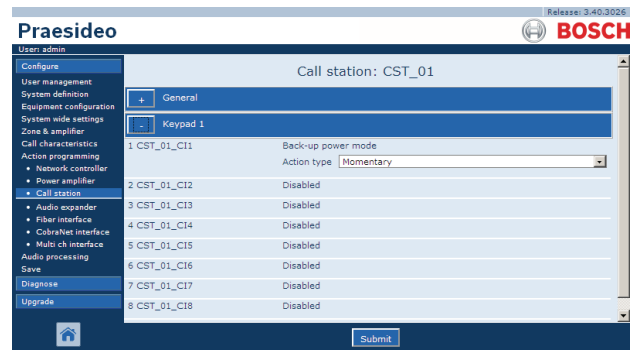 Release: 3.40.3026
Praesideo
BOSCH
User: admin
Configure
User management
System definition
Equipment configuration
System wide settings
Zone & amplifier
Call characteristics
Action programming
• Network controller
• Power amplifier
• Call station
• Audio expander
• Fiber interface
• CobraNet interface
• Multi ch interface
Audio processing
Save
Diagnose
Upgrade
Call station: CST_01
+ General
- Keypad 1
1 CST_01_CI1 Back-up power mode
Action type Momentary
2 CST_01_CI2 Disabled
3 CST_01_CI3 Disabled
4 CST_01_CI4 Disabled
5 CST_01_CI5 Disabled
6 CST_01_CI6 Disabled
7 CST_01_CI7 Disabled
8 CST_01_CI8 Disabled
Submit